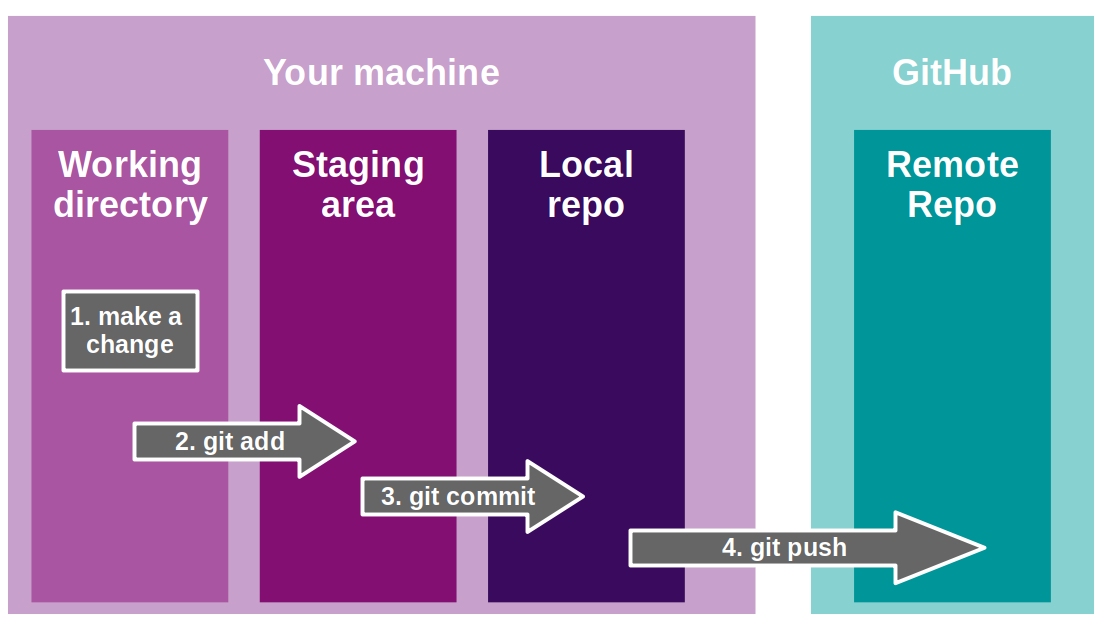 Your machine
GitHub
Working
directory
Staging
area
Local
repo
Remote
Repo
1. make a
change
2. git add
3. git commit
4. git push